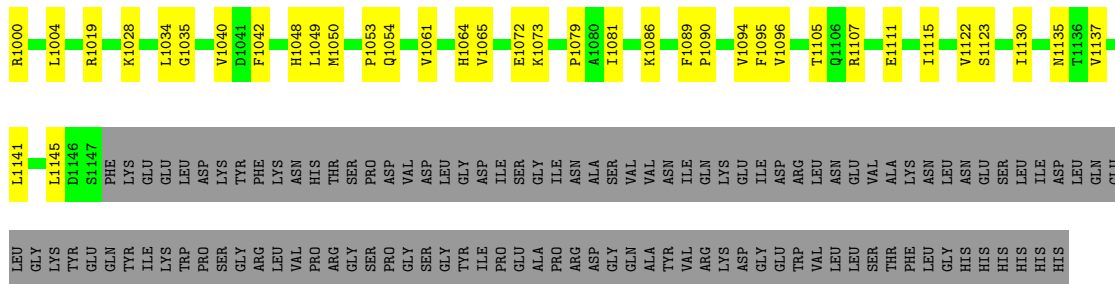 R1000 L1004 R1019 K1028 L1034 G1035 V1040 D1041 F1042 H1048 L1049 M1050 P1053 Q1054 V1061 H1064 V1065 E1072 K1073 P1079 A1080 I1081 K1086 F1089 P1090 V1094 F1095 V1096 T1105 Q1106 R1107 E1111 I1115 V1122 S1123 I1130 N1135 T1136 V1137
L1141 L1145 D1146 S1147 PHE LYS GLU GLU LEU ASP LYS TYR PHE LYS ASN HIS THR SER PRO ASP VAL ASP LEU GLY ASP ILE SER GLY ILE ASN ALA SER VAL VAL ASN ILE GLN LYS GLU ILE ASP ARG LEU ASN GLU VAL ALA LYS ASN LEU ASN GLU SER LEU ILE ASP LEU GLN GLU
LEU GLY LYS TYR GLU GLN TYR ILE LYS TRP PRO SER GLY ARG LEU VAL PRO ARG GLY SER PRO GLY SER GLY TYR ILE PRO GLU ALA PRO ARG ASP GLY GLN ALA TYR VAL ARG LYS ASP GLY GLU TRP VAL LEU LEU SER THR PHE LEU GLY HIS HIS HIS HIS HIS HIS